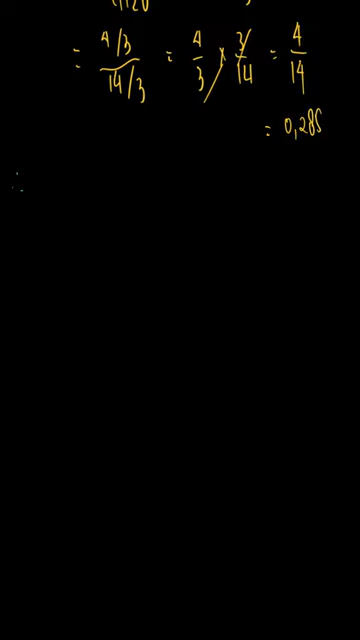 = 4/3 / 14/3 = 4/3 × 3/14 = 4/14
= 0,285
∴